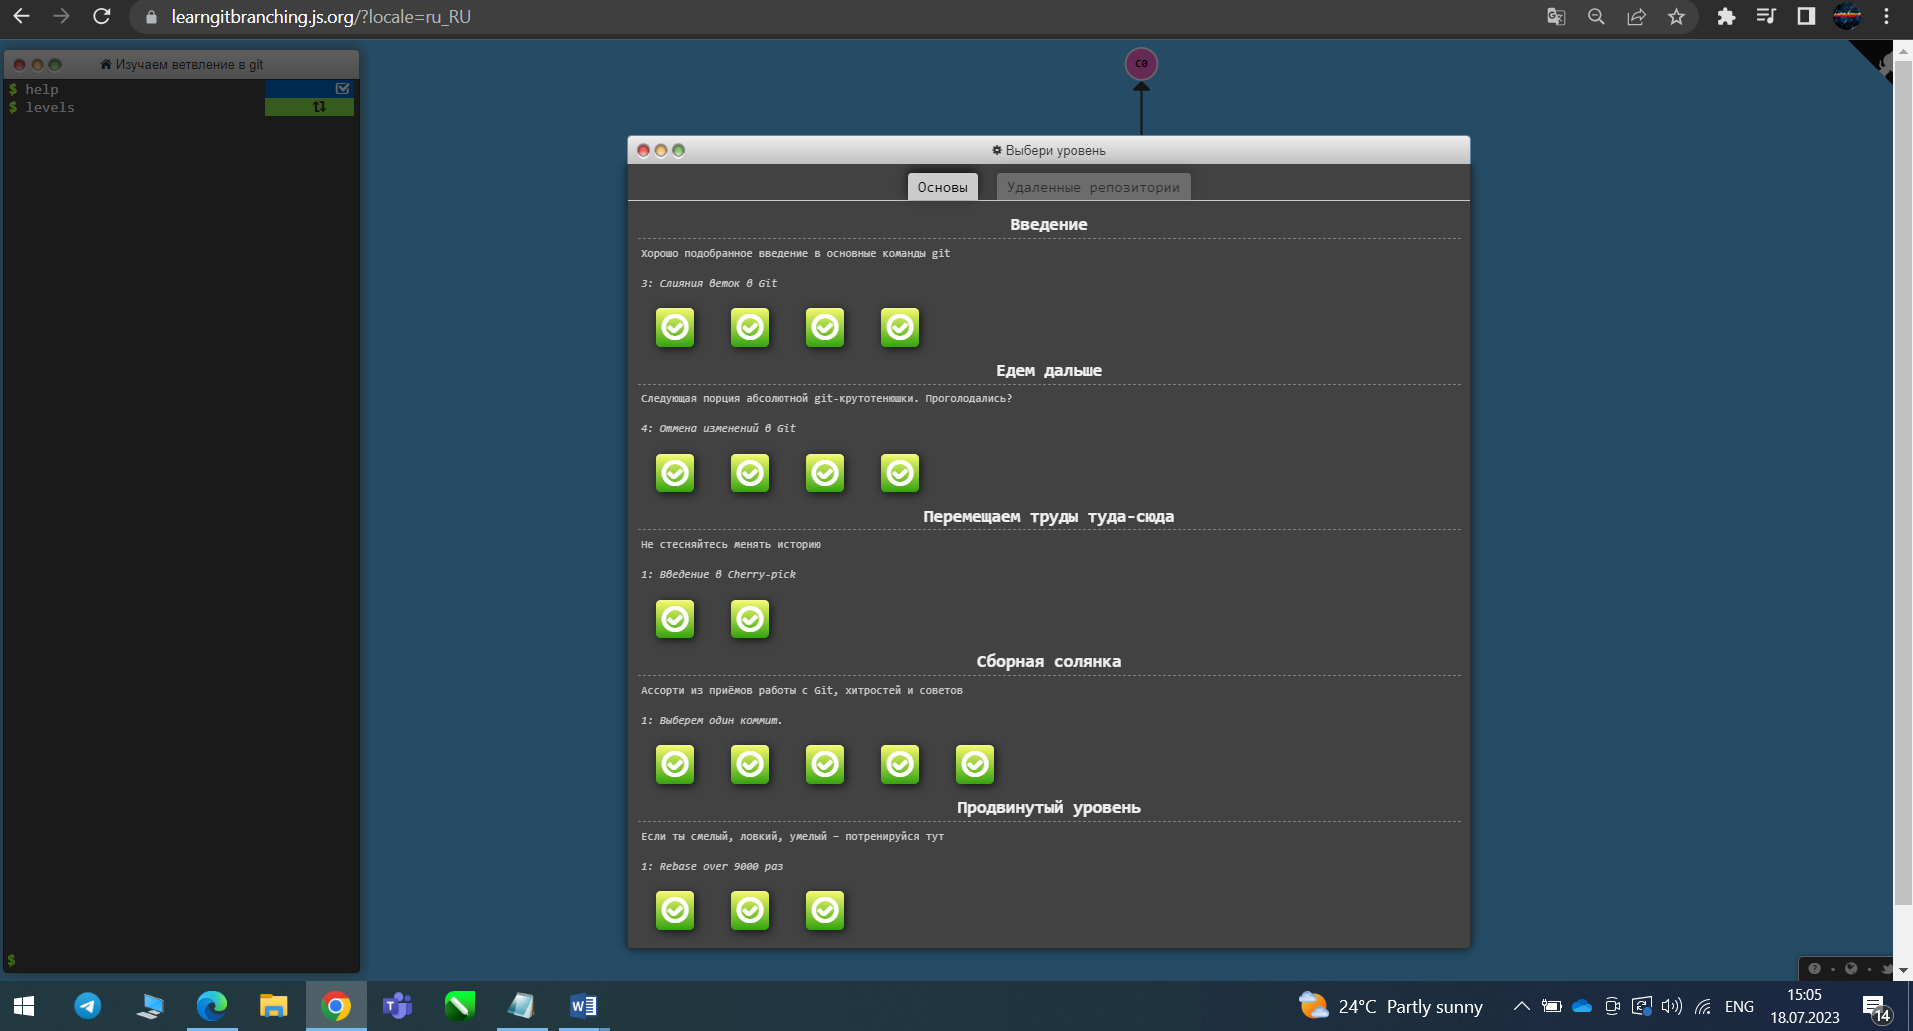 learngitbranching.js.org/?locale=ru_RU
Изучаем ветвление в git
$ help
$ levels
C0
Выбери уровень
Основы
Удаленные репозитории
Введение
Хорошо подобранное введение в основные команды git
3: Слияния веток в Git
Едем дальше
Следующая порция абсолютной git-крутотенюшки. Проголодались?
4: Отмена изменений в Git
Перемещаем труды туда-сюда
Не стесняйтесь менять историю
1: Введение в Cherry-pick
Сборная солянка
Ассорти из приёмов работы с Git, хитростей и советов
1: Выберем один коммит.
Продвинутый уровень
Если ты смелый, ловкий, умелый – потренируйся тут
1: Rebase over 9000 раз
$
24°C Partly sunny
ENG
15:05
18.07.2023
14